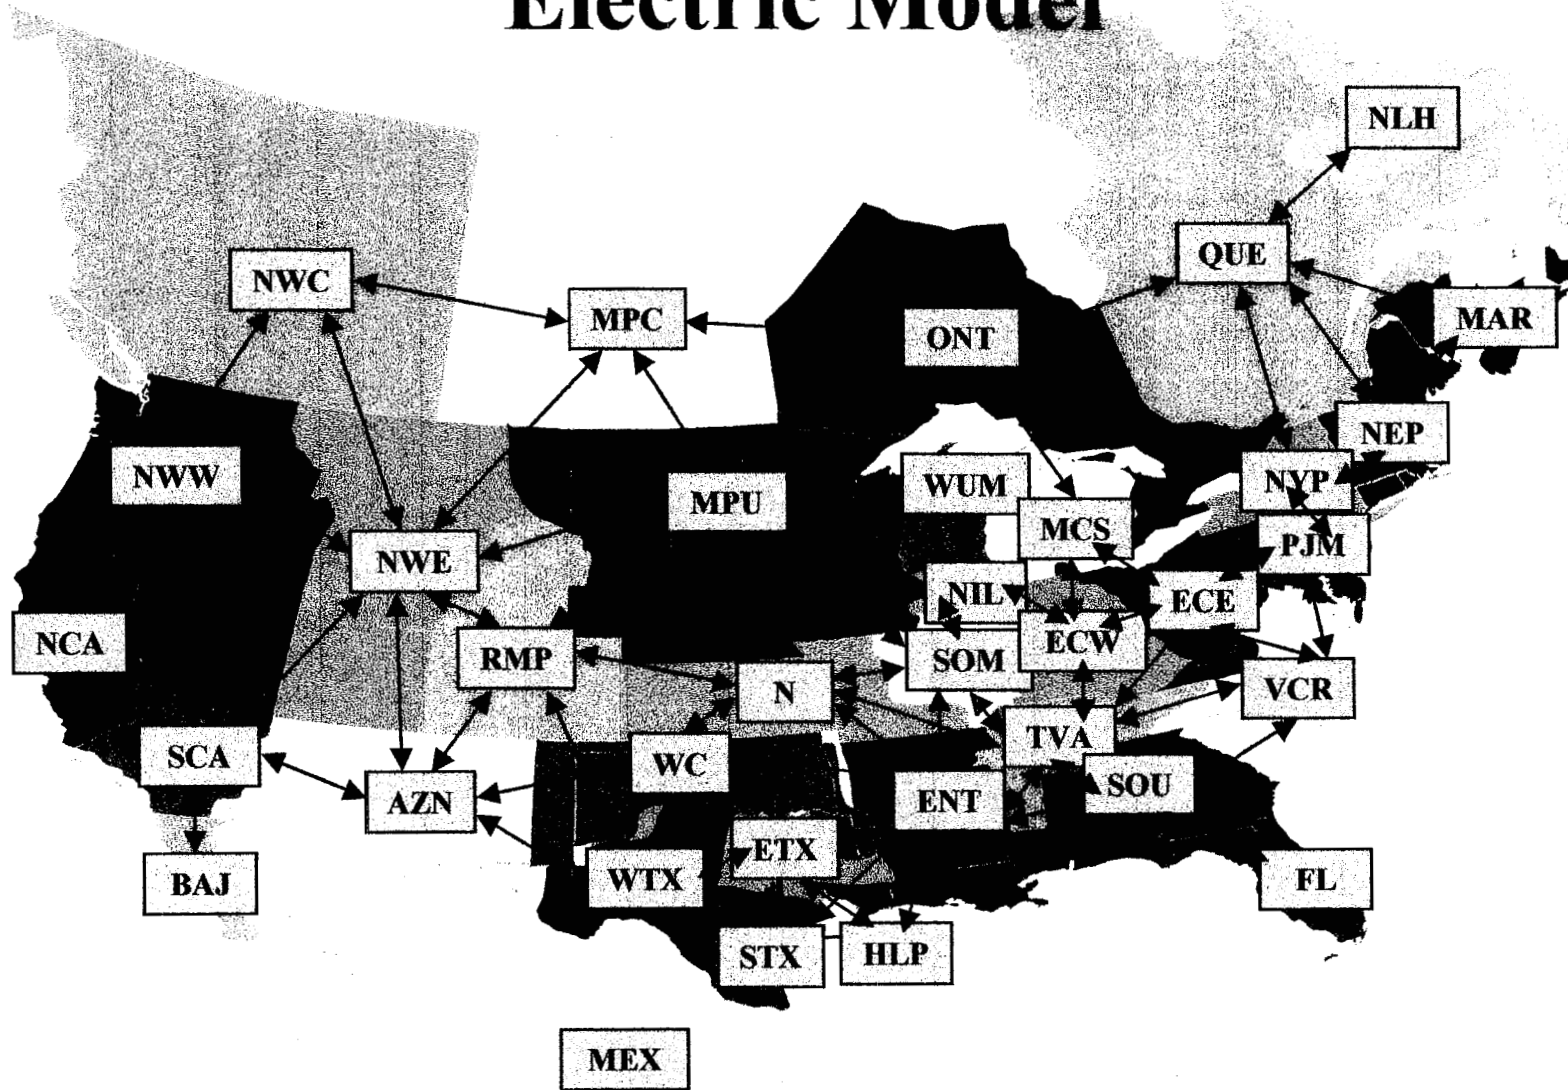 Electric Model
NLH
QUE
NWC
MPC
MAR
ONT
NEP
NWW
WUM
NYP
MPU
MCS
PJM
NWE
NIL
ECE
NCA
ECW
RMP
SOM
N
VCR
TVA
SCA
WC
SOU
AZN
ENT
ETX
BAJ
WTX
FL
STX
HLP
MEX